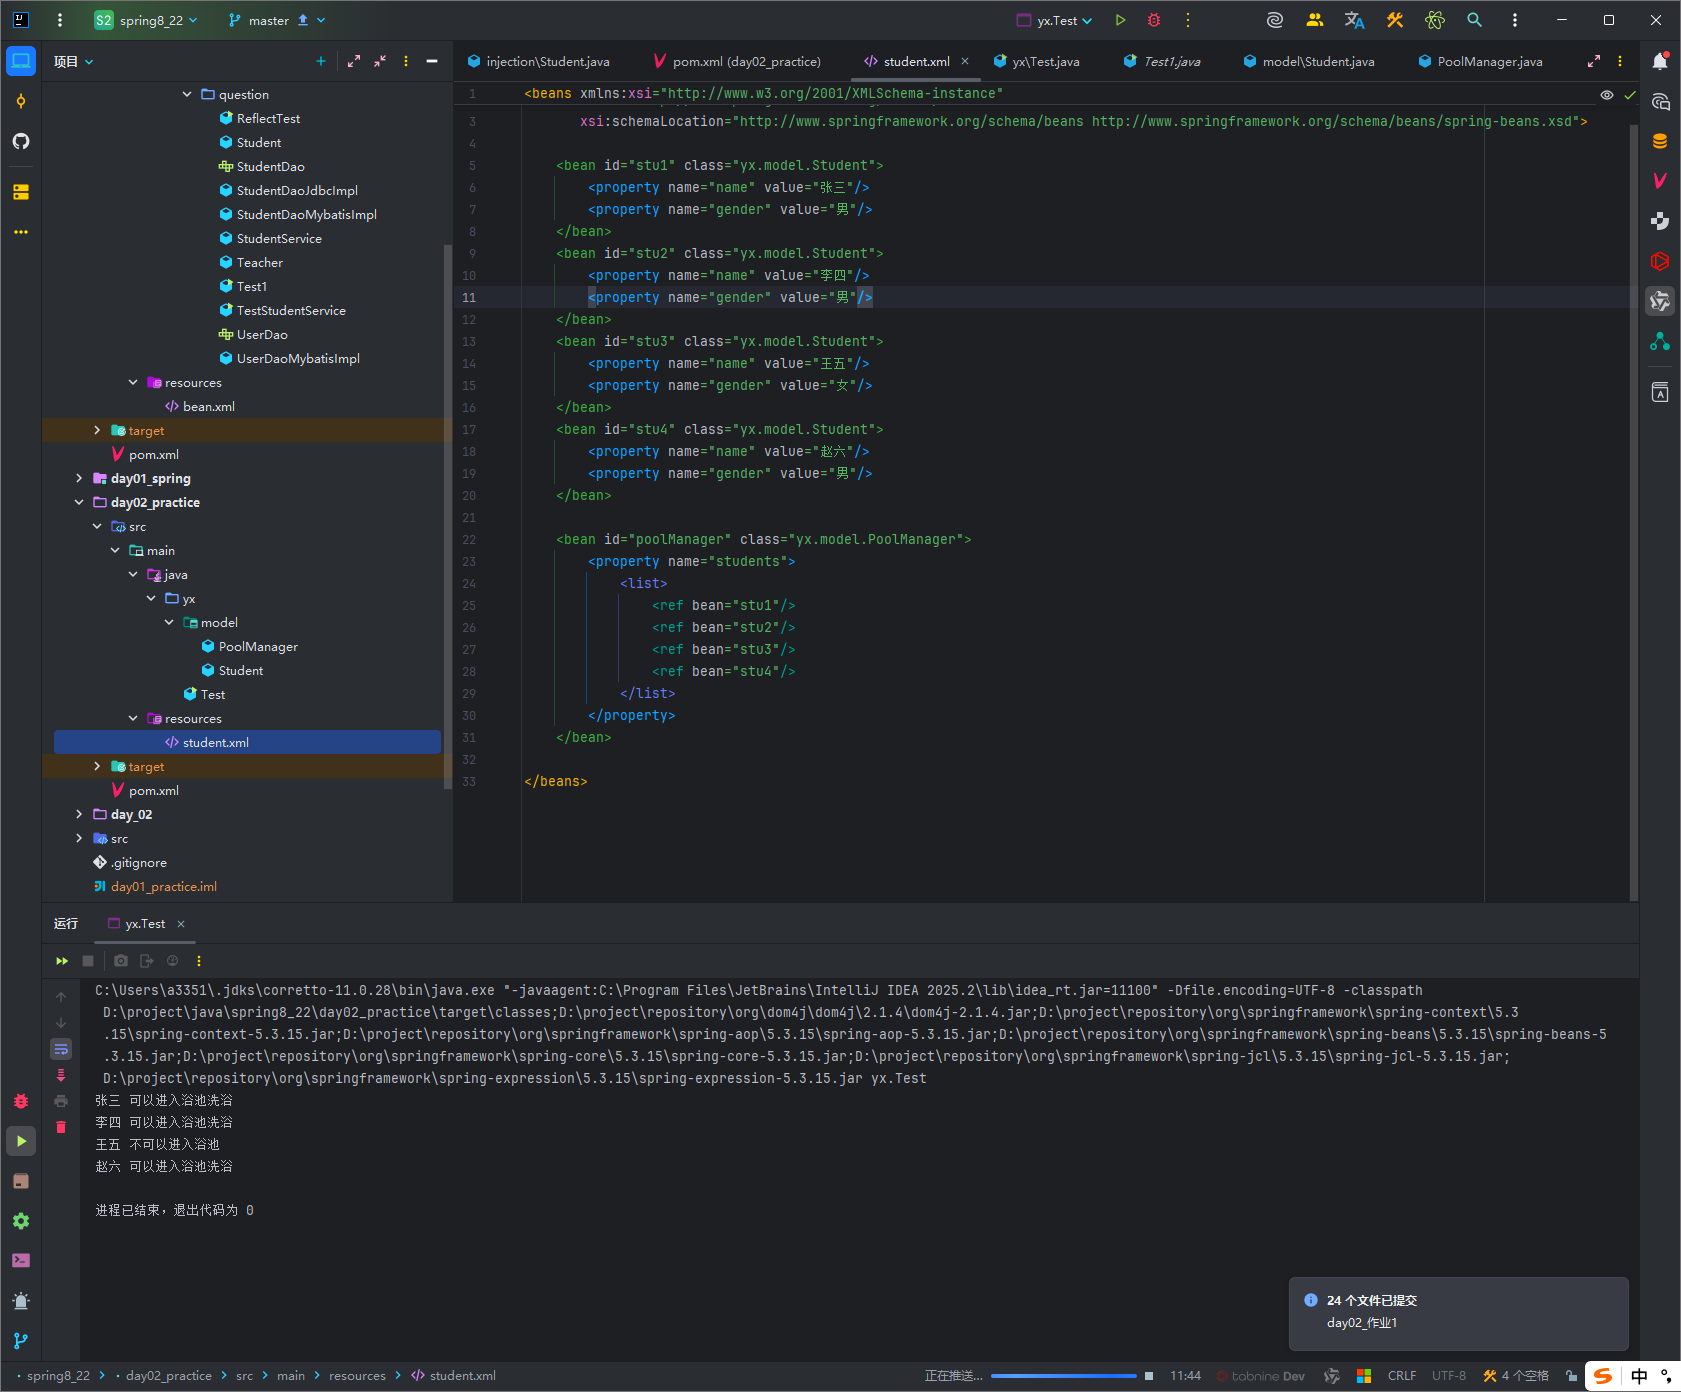 S2 spring8_22
master
yx.Test
项目
injection\Student.java
pom.xml (day02_practice)
student.xml
yx\Test.java
Test1.java
model\Student.java
PoolManager.java
question
ReflectTest
Student
StudentDao
StudentDaoJdbcImpl
StudentDaoMybatisImpl
StudentService
Teacher
Test1
TestStudentService
UserDao
UserDaoMybatisImpl
resources
bean.xml
target
pom.xml
day01_spring
day02_practice
src
main
java
yx
model
PoolManager
Student
Test
resources
student.xml
target
pom.xml
day_02
src
.gitignore
day01_practice.iml
1 <beans xmlns:xsi="http://www.w3.org/2001/XMLSchema-instance"
3 xsi:schemaLocation="http://www.springframework.org/schema/beans http://www.springframework.org/schema/beans/spring-beans.xsd">
4
5 <bean id="stu1" class="yx.model.Student">
6 <property name="name" value="张三"/>
7 <property name="gender" value="男"/>
8 </bean>
9 <bean id="stu2" class="yx.model.Student">
10 <property name="name" value="李四"/>
11 <property name="gender" value="男"/>
12 </bean>
13 <bean id="stu3" class="yx.model.Student">
14 <property name="name" value="王五"/>
15 <property name="gender" value="女"/>
16 </bean>
17 <bean id="stu4" class="yx.model.Student">
18 <property name="name" value="赵六"/>
19 <property name="gender" value="男"/>
20 </bean>
21
22 <bean id="poolManager" class="yx.model.PoolManager">
23 <property name="students">
24 <list>
25 <ref bean="stu1"/>
26 <ref bean="stu2"/>
27 <ref bean="stu3"/>
28 <ref bean="stu4"/>
29 </list>
30 </property>
31 </bean>
32
33 </beans>
运行
yx.Test
C:\Users\a3351\.jdks\corretto-11.0.28\bin\java.exe "-javaagent:C:\Program Files\JetBrains\IntelliJ IDEA 2025.2\lib\idea_rt.jar=11100" -Dfile.encoding=UTF-8 -classpath
D:\project\java\spring8_22\day02_practice\target\classes;D:\project\repository\org\dom4j\dom4j\2.1.4\dom4j-2.1.4.jar;D:\project\repository\org\springframework\spring-context\5.3
.15\spring-context-5.3.15.jar;D:\project\repository\org\springframework\spring-aop\5.3.15\spring-aop-5.3.15.jar;D:\project\repository\org\springframework\spring-beans\5.3.15\spring-beans-5
.3.15.jar;D:\project\repository\org\springframework\spring-core\5.3.15\spring-core-5.3.15.jar;D:\project\repository\org\springframework\spring-jcl\5.3.15\spring-jcl-5.3.15.jar;
D:\project\repository\org\springframework\spring-expression\5.3.15\spring-expression-5.3.15.jar yx.Test
张三 可以进入浴池洗浴
李四 可以进入浴池洗浴
王五 不可以进入浴池
赵六 可以进入浴池洗浴
进程已结束，退出代码为 0
24 个文件已提交
day02_作业1
spring8_22
day02_practice
src
main
resources
student.xml
正在推送...
11:44
tabnine Dev
CRLF
UTF-8
4 个空格
中